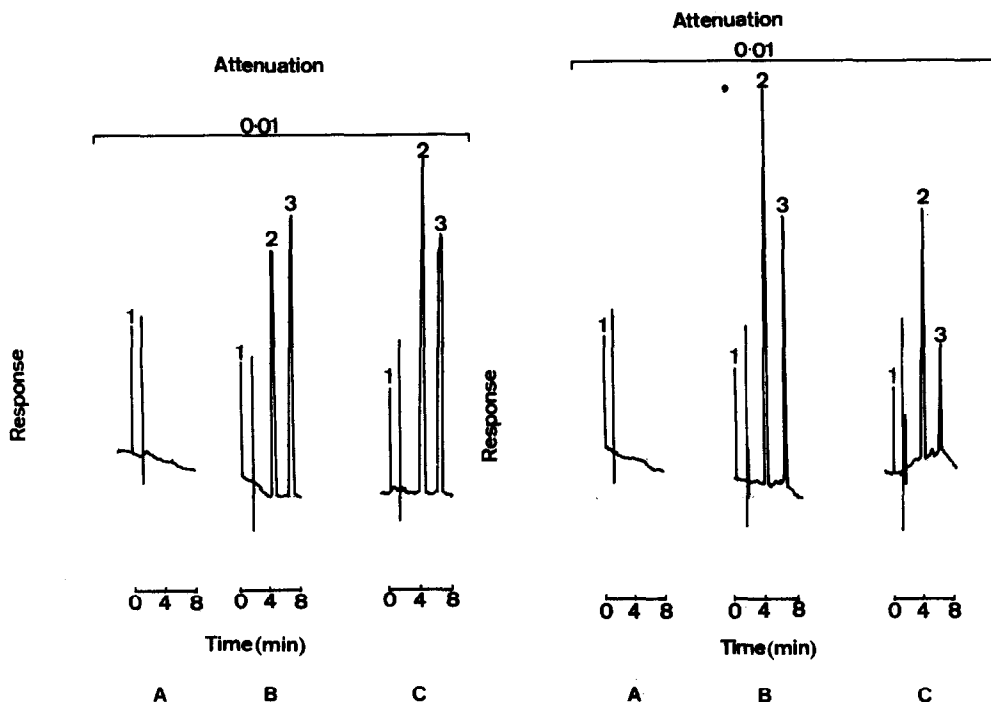 Attenuation
0·01
1
1
2
3
1
2
3
Response
0 4 8
0 4 8
0 4 8
Time (min)
A B C
Attenuation
0·01
1
1
2
3
1
2
3
Response
0 4 8
0 4 8
0 4 8
Time (min)
A B C